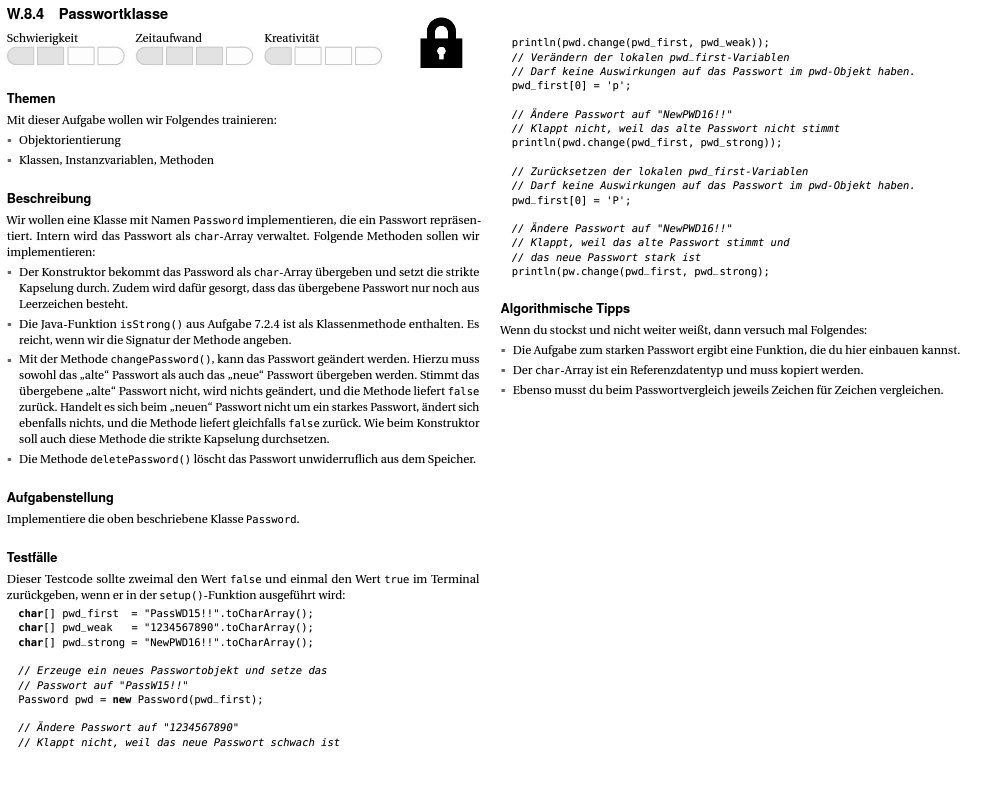 W.8.4 Passwortklasse
Schwierigkeit Zeitaufwand Kreativität
Themen
Mit dieser Aufgabe wollen wir Folgendes trainieren:
▪ Objektorientierung
▪ Klassen, Instanzvariablen, Methoden
Beschreibung
Wir wollen eine Klasse mit Namen Password implementieren, die ein Passwort repräsen-
tiert. Intern wird das Passwort als char-Array verwaltet. Folgende Methoden sollen wir
implementieren:
▪ Der Konstruktor bekommt das Password als char-Array übergeben und setzt die strikte
Kapselung durch. Zudem wird dafür gesorgt, dass das übergebene Passwort nur noch aus
Leerzeichen besteht.
▪ Die Java-Funktion isStrong() aus Aufgabe 7.2.4 ist als Klassenmethode enthalten. Es
reicht, wenn wir die Signatur der Methode angeben.
▪ Mit der Methode changePassword(), kann das Passwort geändert werden. Hierzu muss
sowohl das „alte“ Passwort als auch das „neue“ Passwort übergeben werden. Stimmt das
übergebene „alte“ Passwort nicht, wird nichts geändert, und die Methode liefert false
zurück. Handelt es sich beim „neuen“ Passwort nicht um ein starkes Passwort, ändert sich
ebenfalls nichts, und die Methode liefert gleichfalls false zurück. Wie beim Konstruktor
soll auch diese Methode die strikte Kapselung durchsetzen.
▪ Die Methode deletePassword() löscht das Passwort unwiderruflich aus dem Speicher.
Aufgabenstellung
Implementiere die oben beschriebene Klasse Password.
Testfälle
Dieser Testcode sollte zweimal den Wert false und einmal den Wert true im Terminal
zurückgeben, wenn er in der setup()-Funktion ausgeführt wird:
char[] pwd_first = "PassWD15!!".toCharArray();
char[] pwd_weak = "1234567890".toCharArray();
char[] pwd_strong = "NewPWD16!!".toCharArray();
// Erzeuge ein neues Passwortobjekt und setze das
// Passwort auf "PassW15!!"
Password pwd = new Password(pwd_first);
// Ändere Passwort auf "1234567890"
// Klappt nicht, weil das neue Passwort schwach ist
println(pwd.change(pwd_first, pwd_weak));
// Verändern der lokalen pwd_first-Variablen
// Darf keine Auswirkungen auf das Passwort im pwd-Objekt haben.
pwd_first[0] = 'p';
// Ändere Passwort auf "NewPWD16!!"
// Klappt nicht, weil das alte Passwort nicht stimmt
println(pwd.change(pwd_first, pwd_strong));
// Zurücksetzen der lokalen pwd_first-Variablen
// Darf keine Auswirkungen auf das Passwort im pwd-Objekt haben.
pwd_first[0] = 'P';
// Ändere Passwort auf "NewPWD16!!"
// Klappt, weil das alte Passwort stimmt und
// das neue Passwort stark ist
println(pw.change(pwd_first, pwd_strong);
Algorithmische Tipps
Wenn du stockst und nicht weiter weißt, dann versuch mal Folgendes:
▪ Die Aufgabe zum starken Passwort ergibt eine Funktion, die du hier einbauen kannst.
▪ Der char-Array ist ein Referenzdatentyp und muss kopiert werden.
▪ Ebenso musst du beim Passwortvergleich jeweils Zeichen für Zeichen vergleichen.